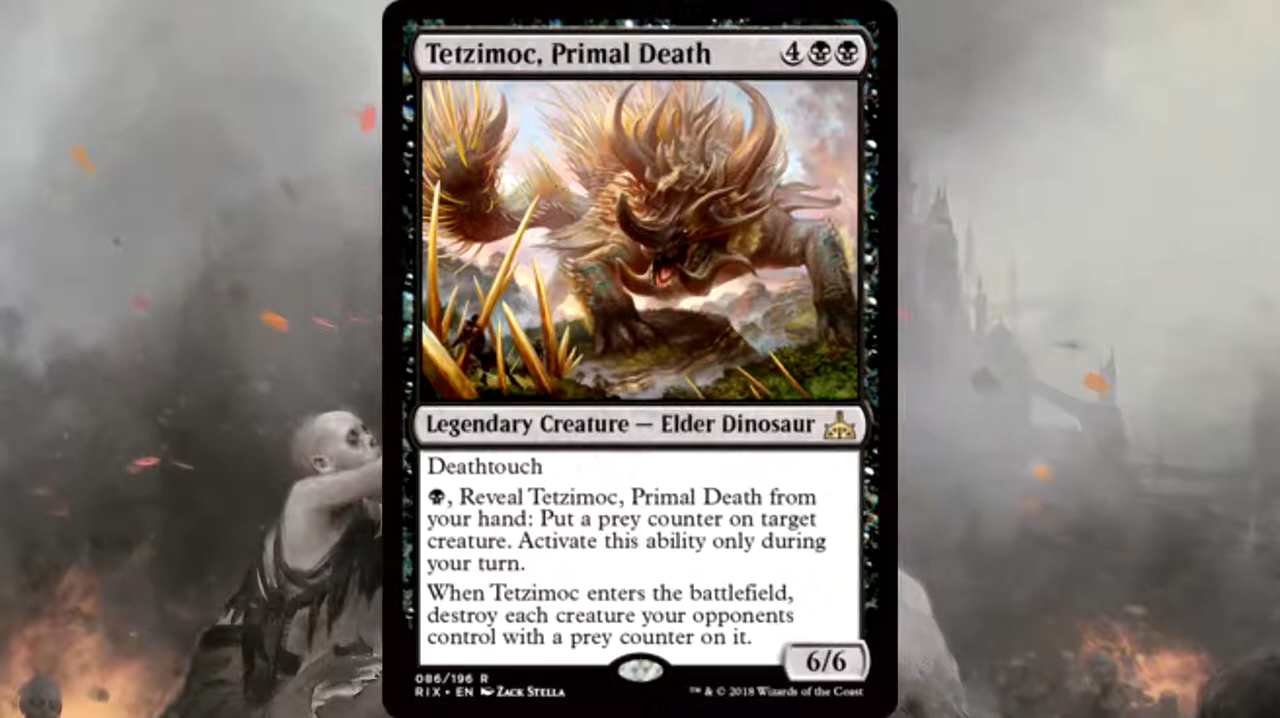 Tetzimoc, Primal Death 4
Legendary Creature — Elder Dinosaur
Deathtouch
, Reveal Tetzimoc, Primal Death from
your hand: Put a prey counter on target
creature. Activate this ability only during
your turn.
When Tetzimoc enters the battlefield,
destroy each creature your opponents
control with a prey counter on it.
6/6
086/196 R
RIX • EN Zack Stella
™ & © 2018 Wizards of the Coast